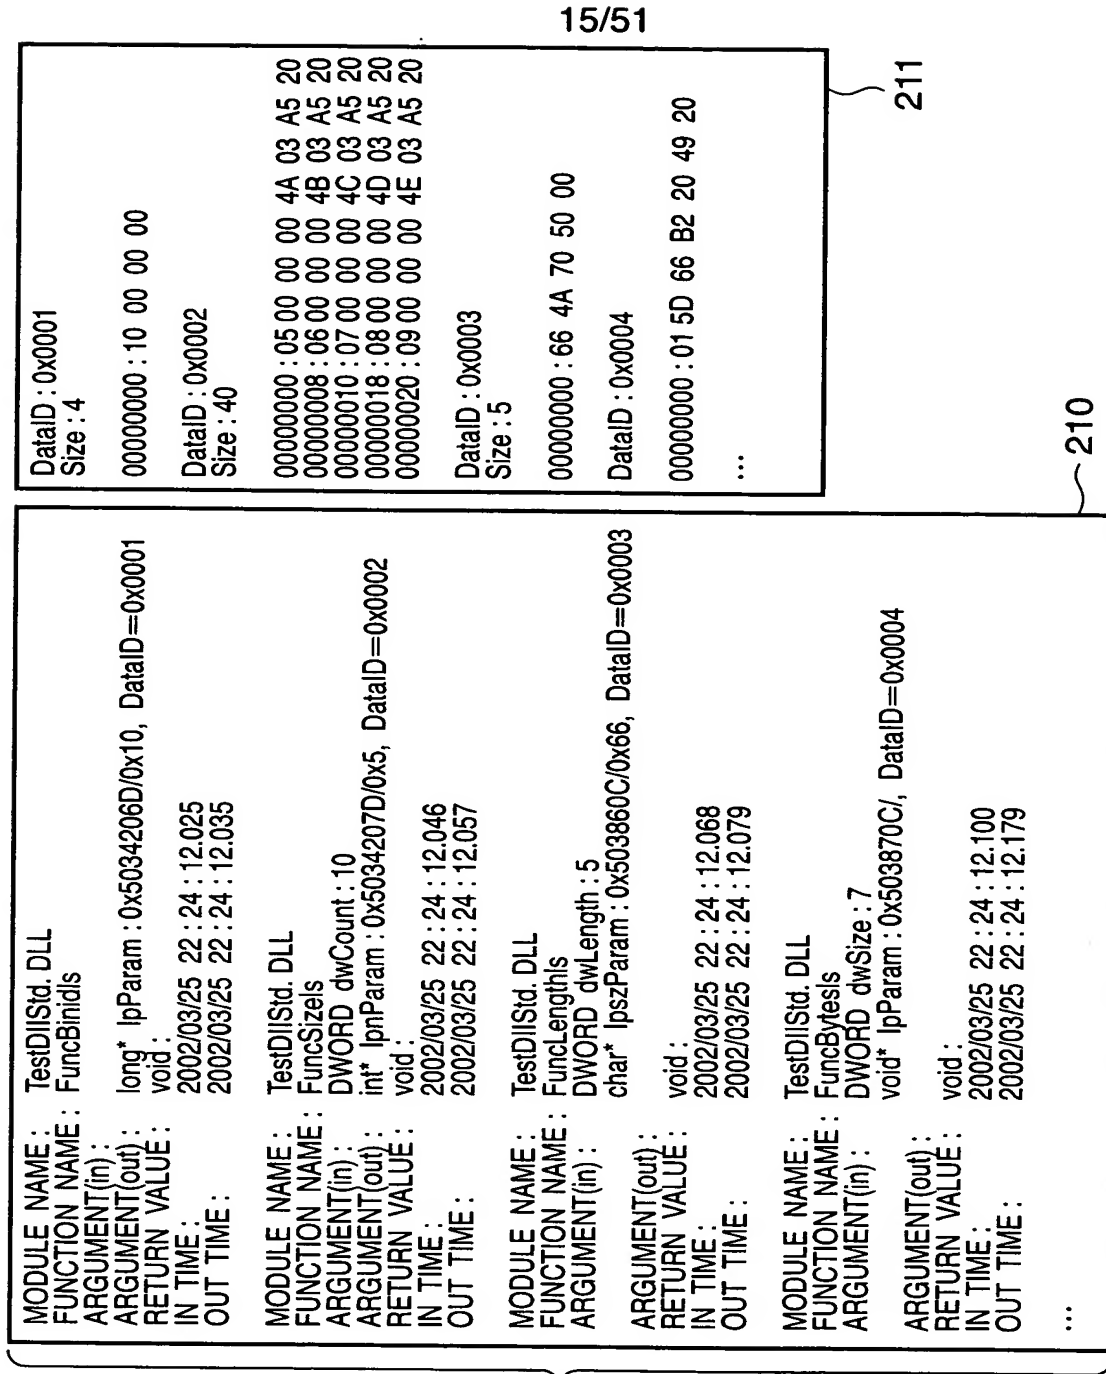 15/51
MODULE NAME : TestDllStd. DLL
FUNCTION NAME : FuncBinidIs
ARGUMENT(in) :
ARGUMENT(out) : long* lpParam : 0x5034206D/0x10, DataID=0x0001
RETURN VALUE : void :
IN TIME : 2002/03/25 22 : 24 : 12.025
OUT TIME : 2002/03/25 22 : 24 : 12.035
MODULE NAME : TestDllStd. DLL
FUNCTION NAME : FuncSizeIs
ARGUMENT(in) : DWORD dwCount : 10
ARGUMENT(out) : int* lpnParam : 0x5034207D/0x5, DataID=0x0002
RETURN VALUE : void :
IN TIME : 2002/03/25 22 : 24 : 12.046
OUT TIME : 2002/03/25 22 : 24 : 12.057
MODULE NAME : TestDllStd. DLL
FUNCTION NAME : FuncLengthIs
ARGUMENT(in) : DWORD dwLength : 5
char* lpszParam : 0x503860C/0x66, DataID=0x0003
ARGUMENT(out) :
RETURN VALUE : void :
IN TIME : 2002/03/25 22 : 24 : 12.068
OUT TIME : 2002/03/25 22 : 24 : 12.079
MODULE NAME : TestDllStd. DLL
FUNCTION NAME : FuncBytesIs
ARGUMENT(in) : DWORD dwSize : 7
void* lpParam : 0x503870C/, DataID=0x0004
ARGUMENT(out) :
RETURN VALUE : void :
IN TIME : 2002/03/25 22 : 24 : 12.100
OUT TIME : 2002/03/25 22 : 24 : 12.179
...
210
DataID : 0x0001
Size : 4
00000000 : 10 00 00 00
DataID : 0x0002
Size : 40
00000000 : 05 00 00 00 4A 03 A5 20
00000008 : 06 00 00 00 4B 03 A5 20
00000010 : 07 00 00 00 4C 03 A5 20
00000018 : 08 00 00 00 4D 03 A5 20
00000020 : 09 00 00 00 4E 03 A5 20
DataID : 0x0003
Size : 5
00000000 : 66 4A 70 50 00
DataID : 0x0004
00000000 : 01 5D 66 B2 20 49 20
...
211